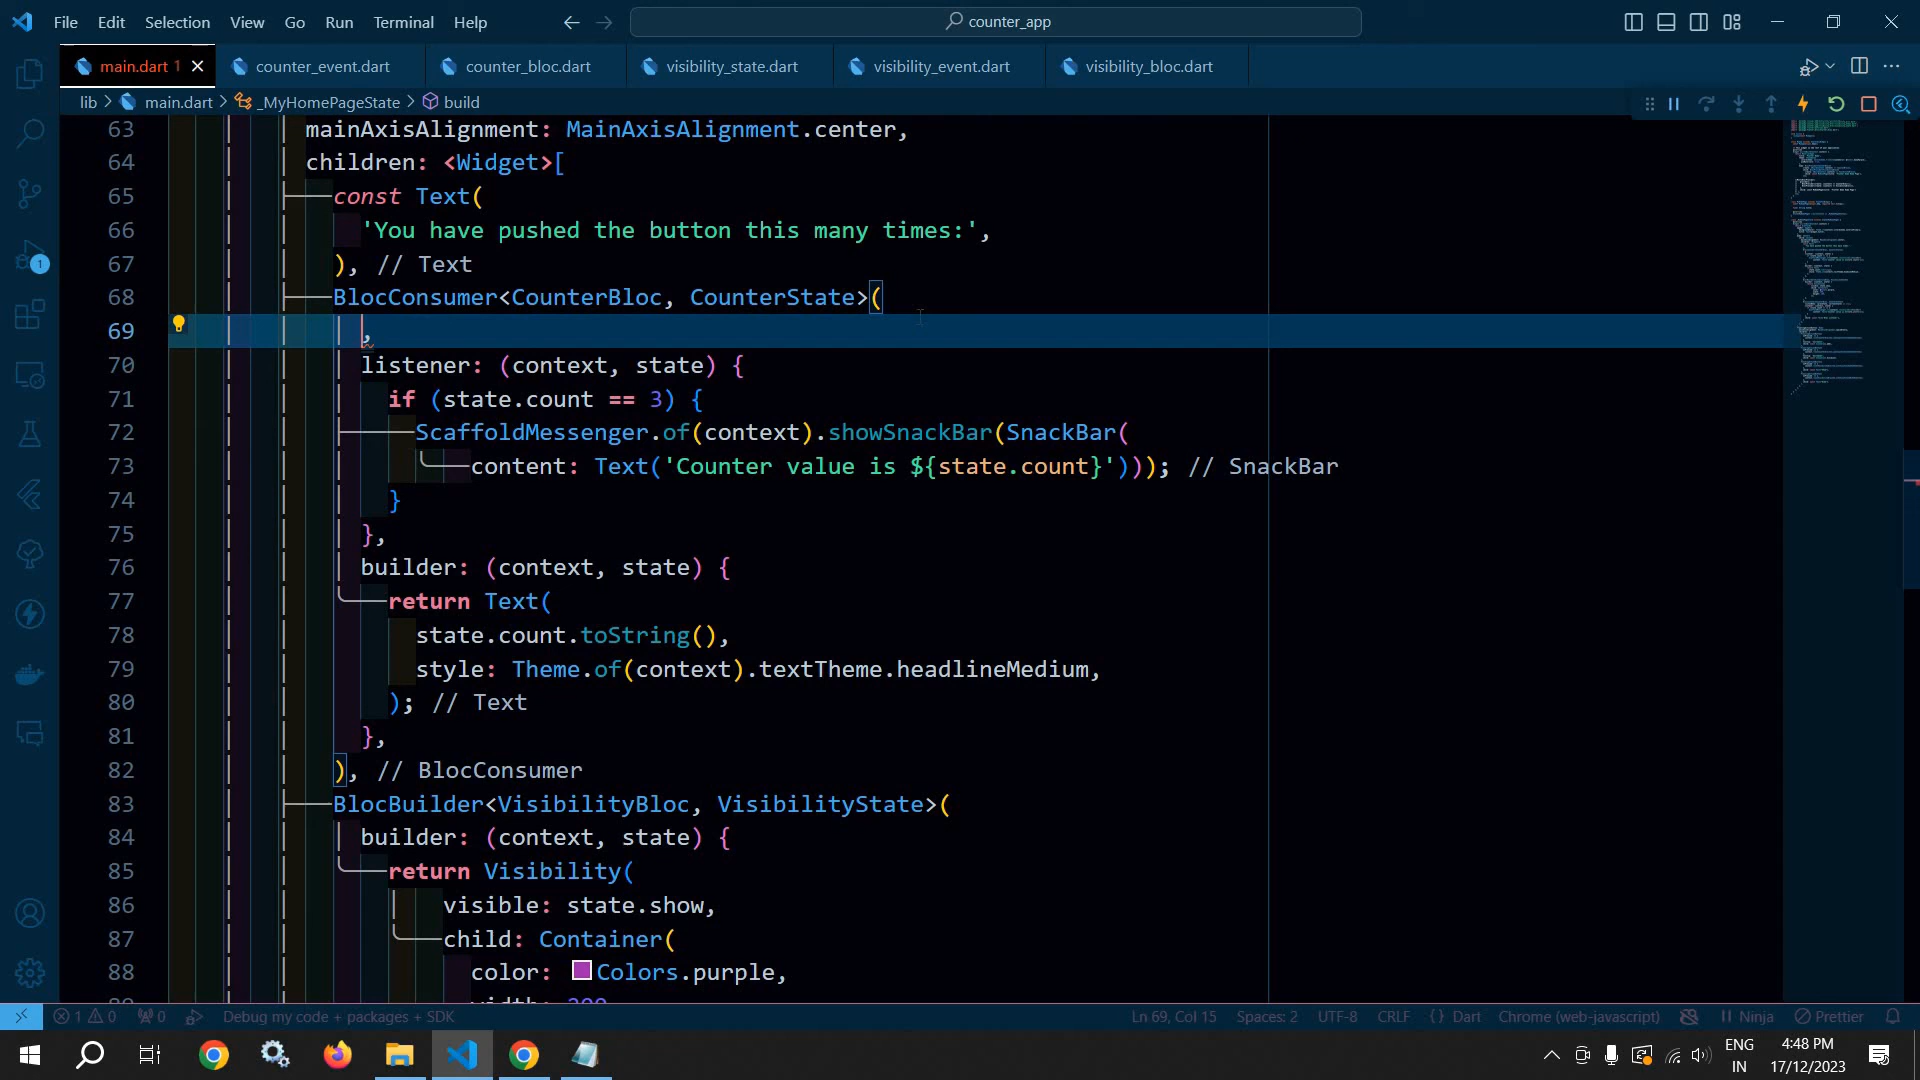 File Edit Selection View Go Run Terminal Help
counter_app
main.dart 1
counter_event.dart
counter_bloc.dart
visibility_state.dart
visibility_event.dart
visibility_bloc.dart
lib > main.dart > _MyHomePageState > build
63 mainAxisAlignment: MainAxisAlignment.center,
64 children: <Widget>[
65 const Text(
66 'You have pushed the button this many times:',
67 ), // Text
68 BlocConsumer<CounterBloc, CounterState>(
69 ,
70 listener: (context, state) {
71 if (state.count == 3) {
72 ScaffoldMessenger.of(context).showSnackBar(SnackBar(
73 content: Text('Counter value is ${state.count}'))); // SnackBar
74 }
75 },
76 builder: (context, state) {
77 return Text(
78 state.count.toString(),
79 style: Theme.of(context).textTheme.headlineMedium,
80 ); // Text
81 },
82 ), // BlocConsumer
83 BlocBuilder<VisibilityBloc, VisibilityState>(
84 builder: (context, state) {
85 return Visibility(
86 visible: state.show,
87 child: Container(
88 color: Colors.purple,
89 width: 200
1
1 0 0 Debug my code + packages + SDK Ln 69, Col 15 Spaces: 2 UTF-8 CRLF {} Dart Chrome (web-javascript) Ninja Prettier
ENG
IN
4:48 PM
17/12/2023